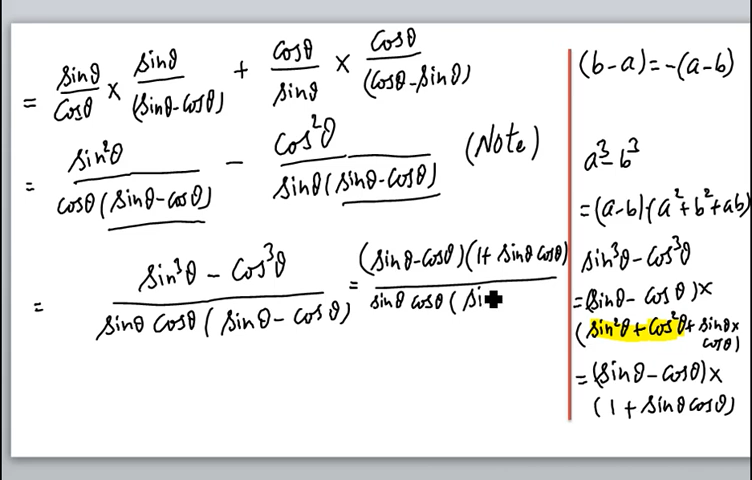 = sinθ/cosθ × sinθ/(sinθ-cosθ) + cosθ/sinθ × cosθ/(cosθ-sinθ)
= sin²θ/cosθ(sinθ-cosθ) - cos²θ/sinθ(sinθ-cosθ) (Note)
= sin³θ - cos³θ/sinθ cosθ (sinθ - cosθ) = (sinθ-cosθ)(1+ sinθ cosθ)/sinθ cosθ (si
(b-a)=-(a-b)
a³-b³
=(a-b)(a²+b²+ab)
sin³θ-cos³θ
=(sinθ - cosθ)×
(sin²θ+cos²θ+sinθ×
cosθ)
=(sinθ-cosθ)×
(1+sinθcosθ)